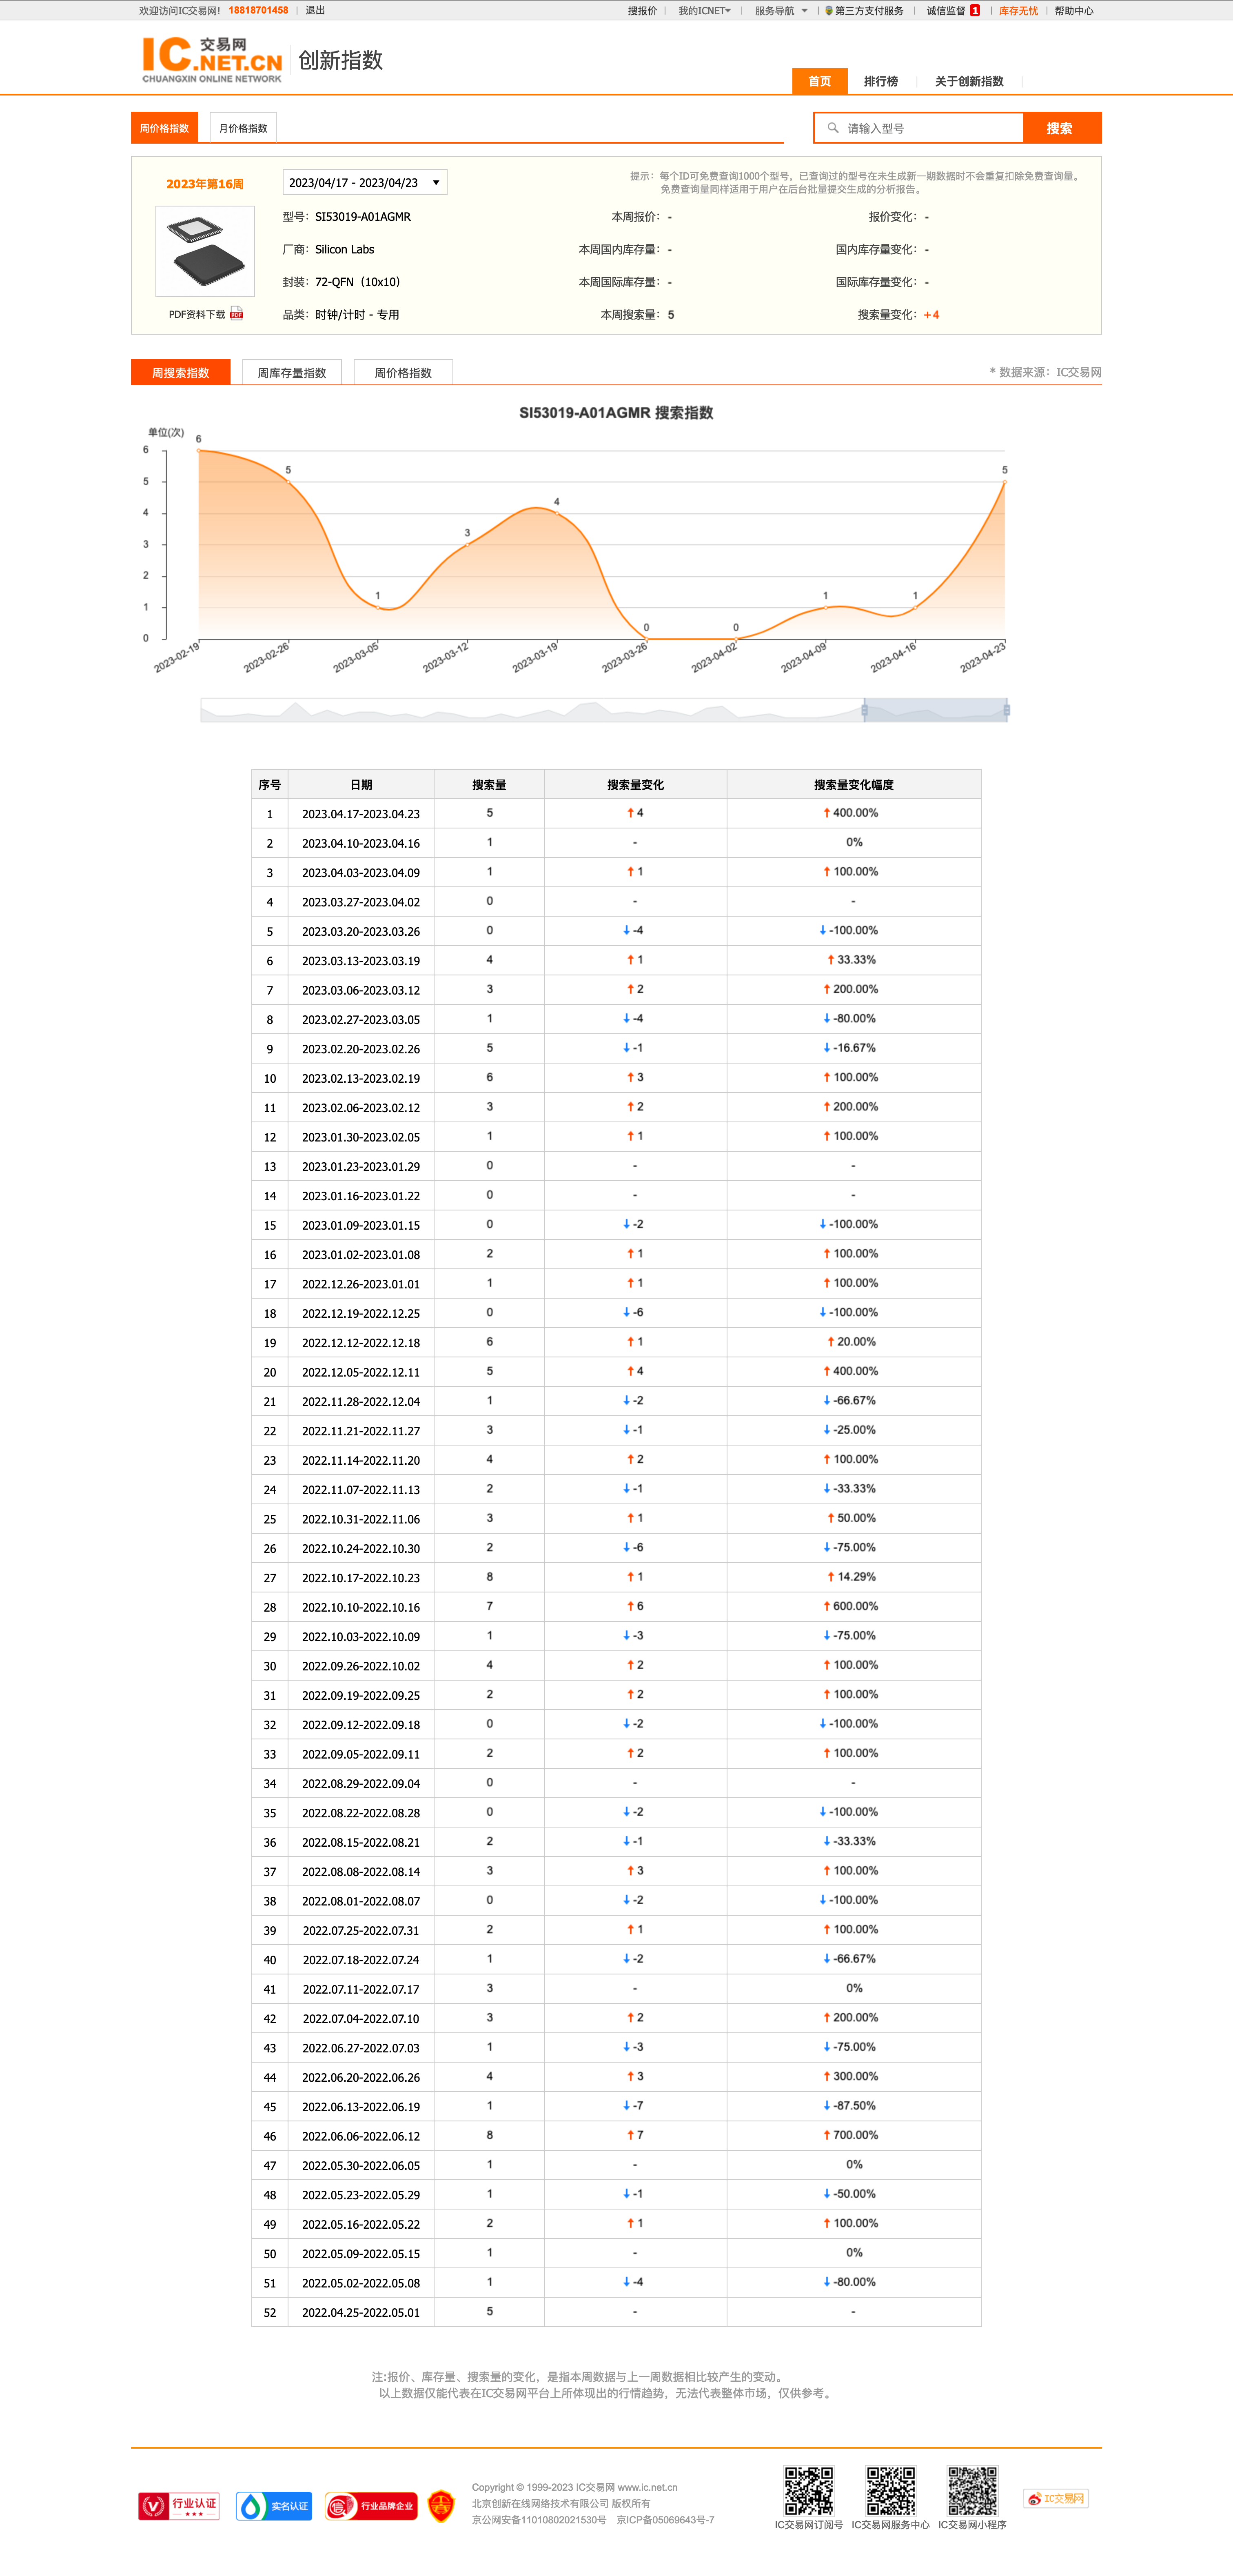 欢迎访问IC交易网! 18818701458 | 退出 搜报价 | 我的ICNET | 服务导航 | 第三方支付服务 | 诚信监督 1 | 库存无忧 | 帮助中心
IC.NET.CN 交易网
CHUANGXIN ONLINE NETWORK
创新指数
首页 排行榜 关于创新指数
周价格指数 月价格指数 请输入型号 搜索
2023年第16周 2023/04/17 - 2023/04/23
提示：每个ID可免费查询1000个型号，已查询过的型号在未生成新一期数据时不会重复扣除免费查询量。
免费查询量同样适用于用户在后台批量提交生成的分析报告。
型号：SI53019-A01AGMR 本周报价：- 报价变化：-
厂商：Silicon Labs 本周国内库存量：- 国内库存量变化：-
封装：72-QFN（10x10） 本周国际库存量：- 国际库存量变化：-
PDF资料下载 PDF 品类：时钟/计时 - 专用 本周搜索量：5 搜索量变化：+4
周搜索指数 周库存量指数 周价格指数 * 数据来源：IC交易网
SI53019-A01AGMR 搜索指数
单位(次)
6 5 4 3 2 1 0
6 5 1 3 4 0 0 1 1 5
2023-02-19 2023-02-26 2023-03-05 2023-03-12 2023-03-19 2023-03-26 2023-04-02 2023-04-09 2023-04-16 2023-04-23
序号 日期 搜索量 搜索量变化 搜索量变化幅度
1 2023.04.17-2023.04.23 5 ↑ 4 ↑ 400.00%
2 2023.04.10-2023.04.16 1 - 0%
3 2023.04.03-2023.04.09 1 ↑ 1 ↑ 100.00%
4 2023.03.27-2023.04.02 0 - -
5 2023.03.20-2023.03.26 0 ↓ -4 ↓ -100.00%
6 2023.03.13-2023.03.19 4 ↑ 1 ↑ 33.33%
7 2023.03.06-2023.03.12 3 ↑ 2 ↑ 200.00%
8 2023.02.27-2023.03.05 1 ↓ -4 ↓ -80.00%
9 2023.02.20-2023.02.26 5 ↓ -1 ↓ -16.67%
10 2023.02.13-2023.02.19 6 ↑ 3 ↑ 100.00%
11 2023.02.06-2023.02.12 3 ↑ 2 ↑ 200.00%
12 2023.01.30-2023.02.05 1 ↑ 1 ↑ 100.00%
13 2023.01.23-2023.01.29 0 - -
14 2023.01.16-2023.01.22 0 - -
15 2023.01.09-2023.01.15 0 ↓ -2 ↓ -100.00%
16 2023.01.02-2023.01.08 2 ↑ 1 ↑ 100.00%
17 2022.12.26-2023.01.01 1 ↑ 1 ↑ 100.00%
18 2022.12.19-2022.12.25 0 ↓ -6 ↓ -100.00%
19 2022.12.12-2022.12.18 6 ↑ 1 ↑ 20.00%
20 2022.12.05-2022.12.11 5 ↑ 4 ↑ 400.00%
21 2022.11.28-2022.12.04 1 ↓ -2 ↓ -66.67%
22 2022.11.21-2022.11.27 3 ↓ -1 ↓ -25.00%
23 2022.11.14-2022.11.20 4 ↑ 2 ↑ 100.00%
24 2022.11.07-2022.11.13 2 ↓ -1 ↓ -33.33%
25 2022.10.31-2022.11.06 3 ↑ 1 ↑ 50.00%
26 2022.10.24-2022.10.30 2 ↓ -6 ↓ -75.00%
27 2022.10.17-2022.10.23 8 ↑ 1 ↑ 14.29%
28 2022.10.10-2022.10.16 7 ↑ 6 ↑ 600.00%
29 2022.10.03-2022.10.09 1 ↓ -3 ↓ -75.00%
30 2022.09.26-2022.10.02 4 ↑ 2 ↑ 100.00%
31 2022.09.19-2022.09.25 2 ↑ 2 ↑ 100.00%
32 2022.09.12-2022.09.18 0 ↓ -2 ↓ -100.00%
33 2022.09.05-2022.09.11 2 ↑ 2 ↑ 100.00%
34 2022.08.29-2022.09.04 0 - -
35 2022.08.22-2022.08.28 0 ↓ -2 ↓ -100.00%
36 2022.08.15-2022.08.21 2 ↓ -1 ↓ -33.33%
37 2022.08.08-2022.08.14 3 ↑ 3 ↑ 100.00%
38 2022.08.01-2022.08.07 0 ↓ -2 ↓ -100.00%
39 2022.07.25-2022.07.31 2 ↑ 1 ↑ 100.00%
40 2022.07.18-2022.07.24 1 ↓ -2 ↓ -66.67%
41 2022.07.11-2022.07.17 3 - 0%
42 2022.07.04-2022.07.10 3 ↑ 2 ↑ 200.00%
43 2022.06.27-2022.07.03 1 ↓ -3 ↓ -75.00%
44 2022.06.20-2022.06.26 4 ↑ 3 ↑ 300.00%
45 2022.06.13-2022.06.19 1 ↓ -7 ↓ -87.50%
46 2022.06.06-2022.06.12 8 ↑ 7 ↑ 700.00%
47 2022.05.30-2022.06.05 1 - 0%
48 2022.05.23-2022.05.29 1 ↓ -1 ↓ -50.00%
49 2022.05.16-2022.05.22 2 ↑ 1 ↑ 100.00%
50 2022.05.09-2022.05.15 1 - 0%
51 2022.05.02-2022.05.08 1 ↓ -4 ↓ -80.00%
52 2022.04.25-2022.05.01 5 - -
注:报价、库存量、搜索量的变化，是指本周数据与上一周数据相比较产生的变动。
以上数据仅能代表在IC交易网平台上所体现出的行情趋势，无法代表整体市场，仅供参考。
行业认证 实名认证 行业品牌企业
Copyright © 1999-2023 IC交易网 www.ic.net.cn
北京创新在线网络技术有限公司 版权所有
京公网安备11010802021530号 京ICP备05069643号-7
IC交易网订阅号 IC交易网服务中心 IC交易网小程序
IC交易网